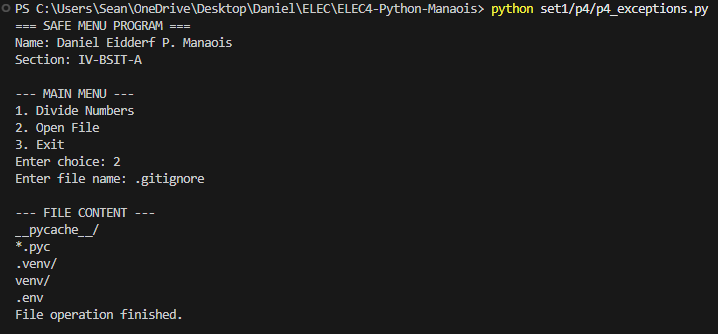 PS C:\Users\Sean\OneDrive\Desktop\Daniel\ELEC\ELEC4-Python-Manaois> python set1/p4/p4_exceptions.py
=== SAFE MENU PROGRAM ===
Name: Daniel Eidderf P. Manaois
Section: IV-BSIT-A

--- MAIN MENU ---
1. Divide Numbers
2. Open File
3. Exit
Enter choice: 2
Enter file name: .gitignore

--- FILE CONTENT ---
__pycache__/
*.pyc
.venv/
venv/
.env
File operation finished.